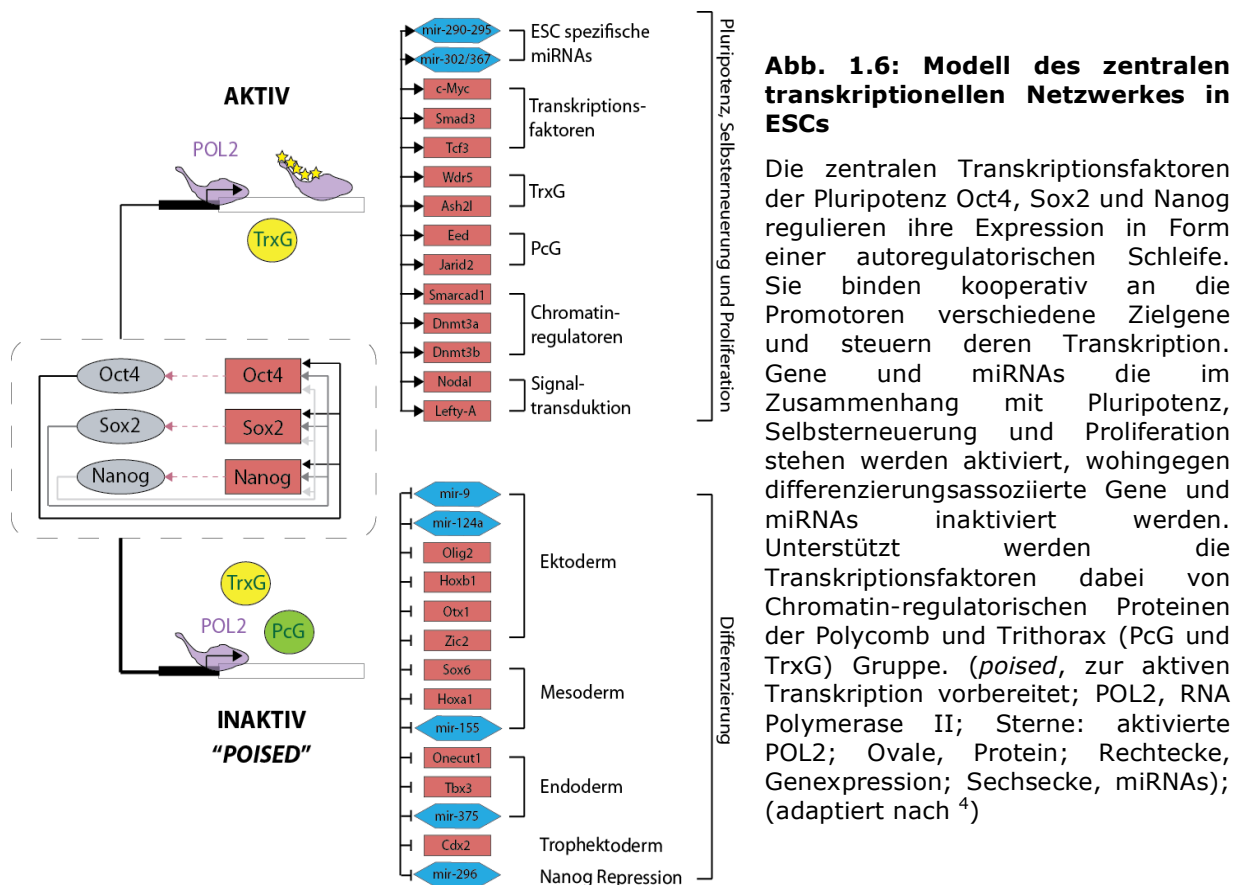 AKTIV
POL2
TrxG
Oct4
Oct4
Sox2
Sox2
Nanog
Nanog
TrxG
POL2
PcG
INAKTIV
“POISED”
mir-290-295
mir-302/367
ESC spezifische
miRNAs
c-Myc
Smad3
Tcf3
Transkriptions-
faktoren
Wdr5
Ash2l
TrxG
Eed
Jarid2
PcG
Smarcad1
Dnmt3a
Dnmt3b
Chromatin-
regulatoren
Nodal
Lefty-A
Signal-
transduktion
Pluripotenz, Selbsterneuerung und Proliferation
mir-9
mir-124a
Olig2
Hoxb1
Otx1
Zic2
Ektoderm
Sox6
Hoxa1
mir-155
Mesoderm
Onecut1
Tbx3
mir-375
Endoderm
Cdx2
Trophektoderm
mir-296
Nanog Repression
Differenzierung
Abb. 1.6: Modell des zentralen
transkriptionellen Netzwerkes in
ESCs
Die zentralen Transkriptionsfaktoren
der Pluripotenz Oct4, Sox2 und Nanog
regulieren ihre Expression in Form
einer autoregulatorischen Schleife.
Sie binden kooperativ an die
Promotoren verschiedene Zielgene
und steuern deren Transkription.
Gene und miRNAs die im
Zusammenhang mit Pluripotenz,
Selbsterneuerung und Proliferation
stehen werden aktiviert, wohingegen
differenzierungsassoziierte Gene und
miRNAs inaktiviert werden.
Unterstützt werden die
Transkriptionsfaktoren dabei von
Chromatin-regulatorischen Proteinen
der Polycomb und Trithorax (PcG und
TrxG) Gruppe. (poised, zur aktiven
Transkription vorbereitet; POL2, RNA
Polymerase II; Sterne: aktivierte
POL2; Ovale, Protein; Rechtecke,
Genexpression; Sechsecke, miRNAs);
(adaptiert nach 4)